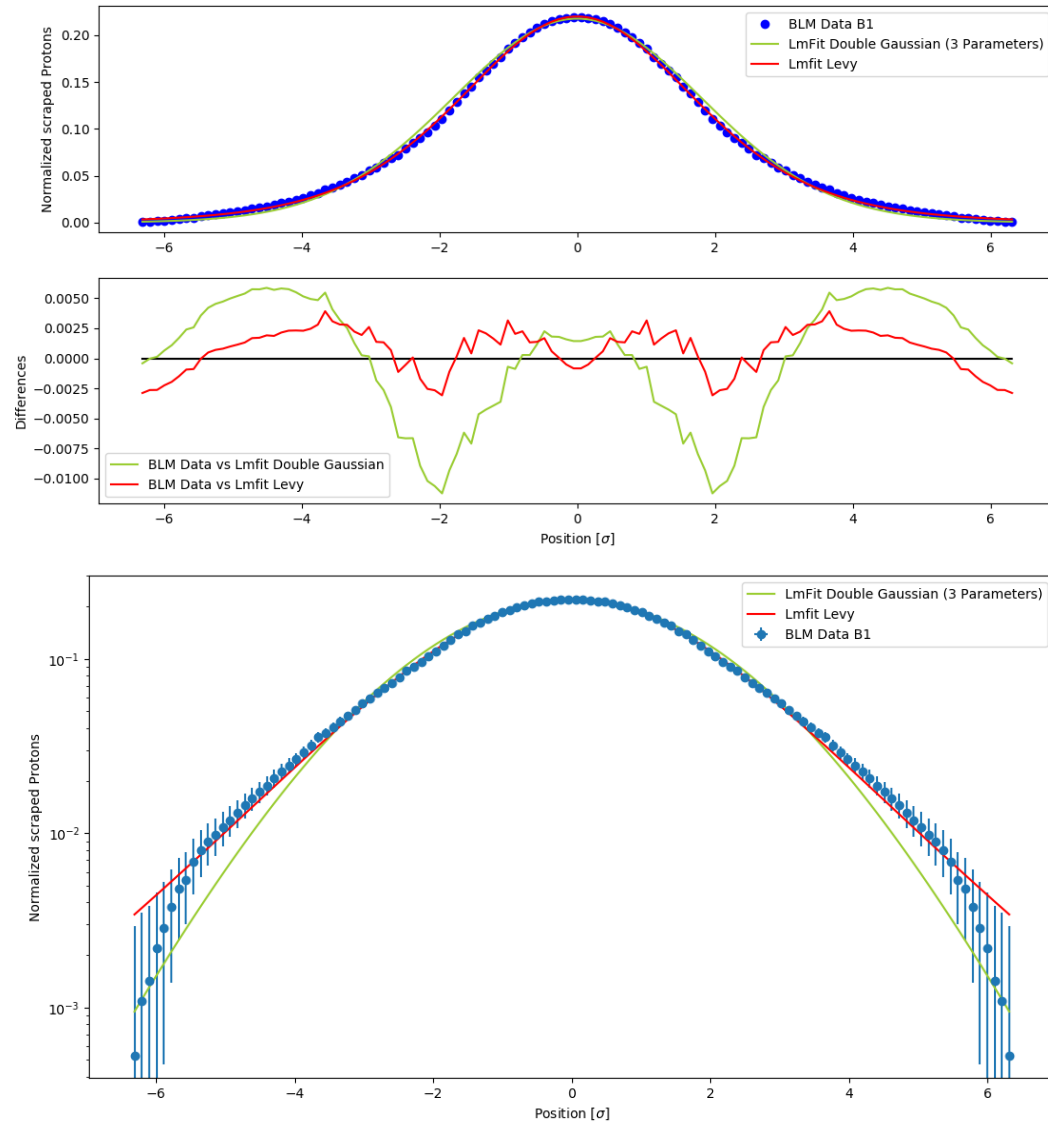 BLM Data B1
LmFit Double Gaussian (3 Parameters)
Lmfit Levy
Normalized scraped Protons
0.20
0.15
0.10
0.05
0.00
−6
−4
−2
0
2
4
6
Differences
0.0050
0.0025
0.0000
−0.0025
−0.0050
−0.0075
−0.0100
BLM Data vs Lmfit Double Gaussian
BLM Data vs Lmfit Levy
−6
−4
−2
0
2
4
6
Position [σ]
LmFit Double Gaussian (3 Parameters)
Lmfit Levy
BLM Data B1
Normalized scraped Protons
10⁻¹
10⁻²
10⁻³
−6
−4
−2
0
2
4
6
Position [σ]